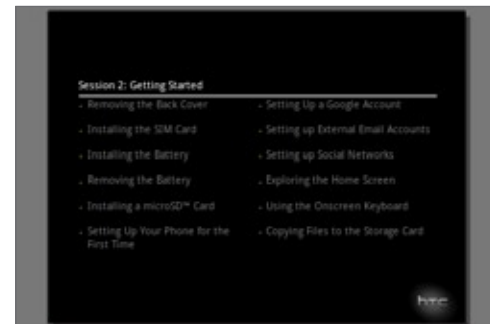 Session 2: Getting Started
- Removing the Back Cover
- Installing the SIM Card
- Installing the Battery
- Removing the Battery
- Installing a microSD™ Card
- Setting Up Your Phone for the
First Time
- Setting Up a Google Account
- Setting up External Email Accounts
- Setting up Social Networks
- Exploring the Home Screen
- Using the Onscreen Keyboard
- Copying Files to the Storage Card
htc